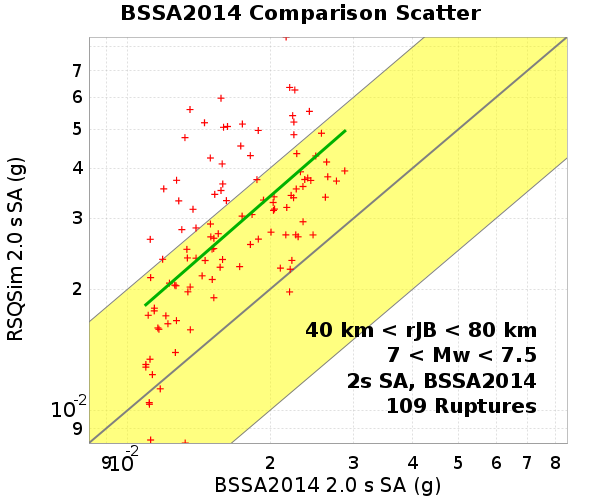 BSSA2014 Comparison Scatter
RSQSim 2.0 s SA (g)
7
6
5
4
3
2
10-2
9
40 km < rJB < 80 km
7 < Mw < 7.5
2s SA, BSSA2014
109 Ruptures
9 10-2 2 3 4 5 6 7 8
BSSA2014 2.0 s SA (g)